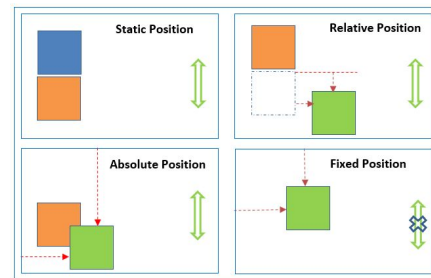 Static Position
Relative Position
Absolute Position
Fixed Position